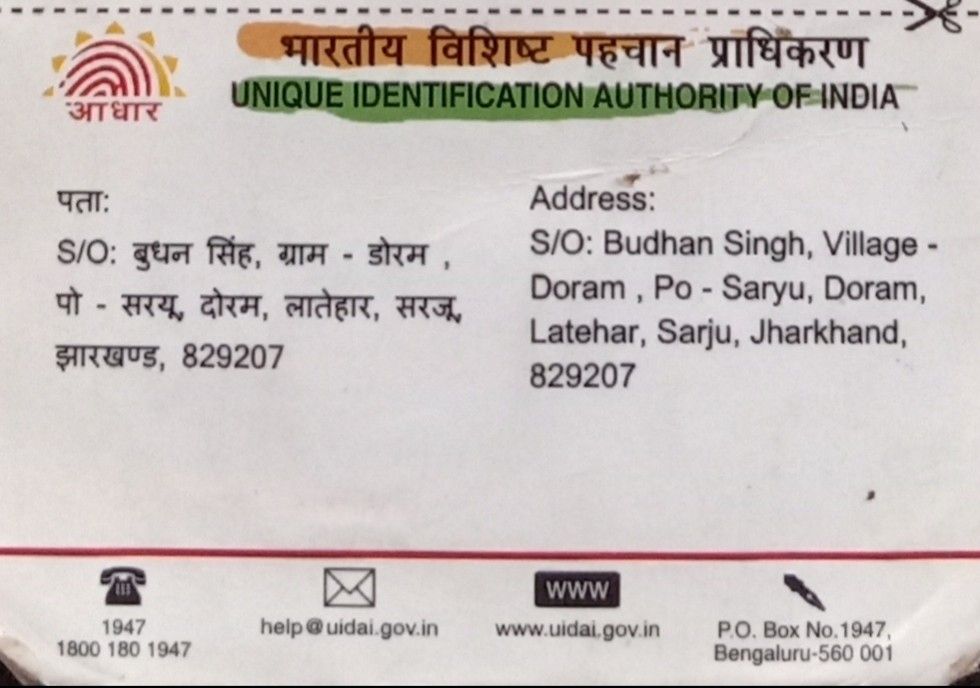 भारतीय विशिष्ट पहचान प्राधिकरण
UNIQUE IDENTIFICATION AUTHORITY OF INDIA
आधार
पता:
S/O: बुधन सिंह, ग्राम - डोरम ,
पो - सरयू, दोरम, लातेहार, सरजू,
झारखण्ड, 829207
Address:
S/O: Budhan Singh, Village -
Doram , Po - Saryu, Doram,
Latehar, Sarju, Jharkhand,
829207
1947
1800 180 1947
help@uidai.gov.in
WWW
www.uidai.gov.in
P.O. Box No.1947,
Bengaluru-560 001